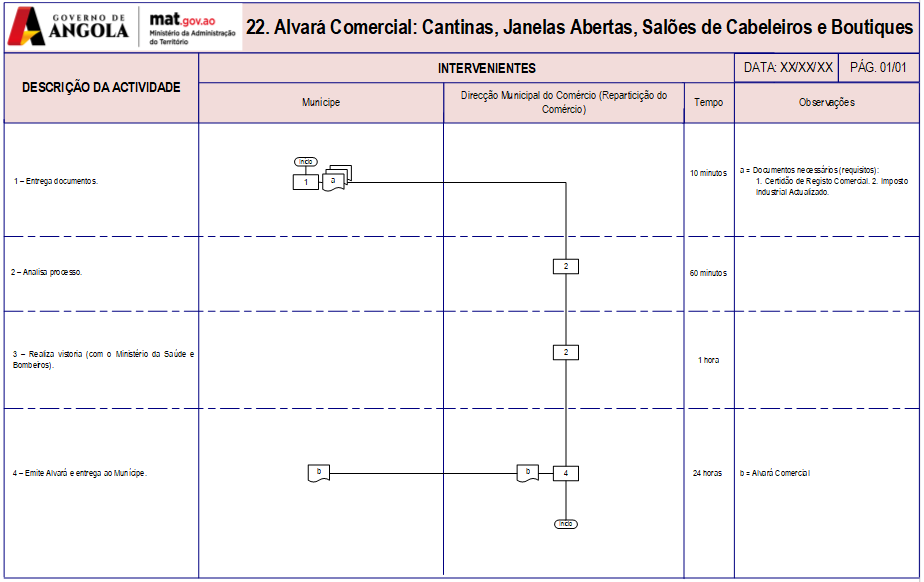 GOVERNO DE
ANGOLA
mat.gov.ao
Ministério da Administração
do Território
22. Alvará Comercial: Cantinas, Janelas Abertas, Salões de Cabeleiros e Boutiques
DESCRIÇÃO DA ACTIVIDADE
INTERVENIENTES
DATA: XX/XX/XX
PÁG. 01/01
Munícipe
Direcção Municipal do Comércio (Reparticição do
Comércio)
Tempo
Observações
1 – Entrega documentos.
Início
1
a
10 minutos
a = Documentos necessários (requisitos):
1. Certidão de Registo Comercial. 2. Imposto
Industrial Actualizado.
2 – Analisa processo.
2
60 minutos
3 – Realiza vistoria (com o Ministério da Saúde e
Bombeiros).
2
1 hora
4 – Emite Alvará e entrega ao Munícipe.
b
b
4
24 horas
b = Alvará Comercial
Início